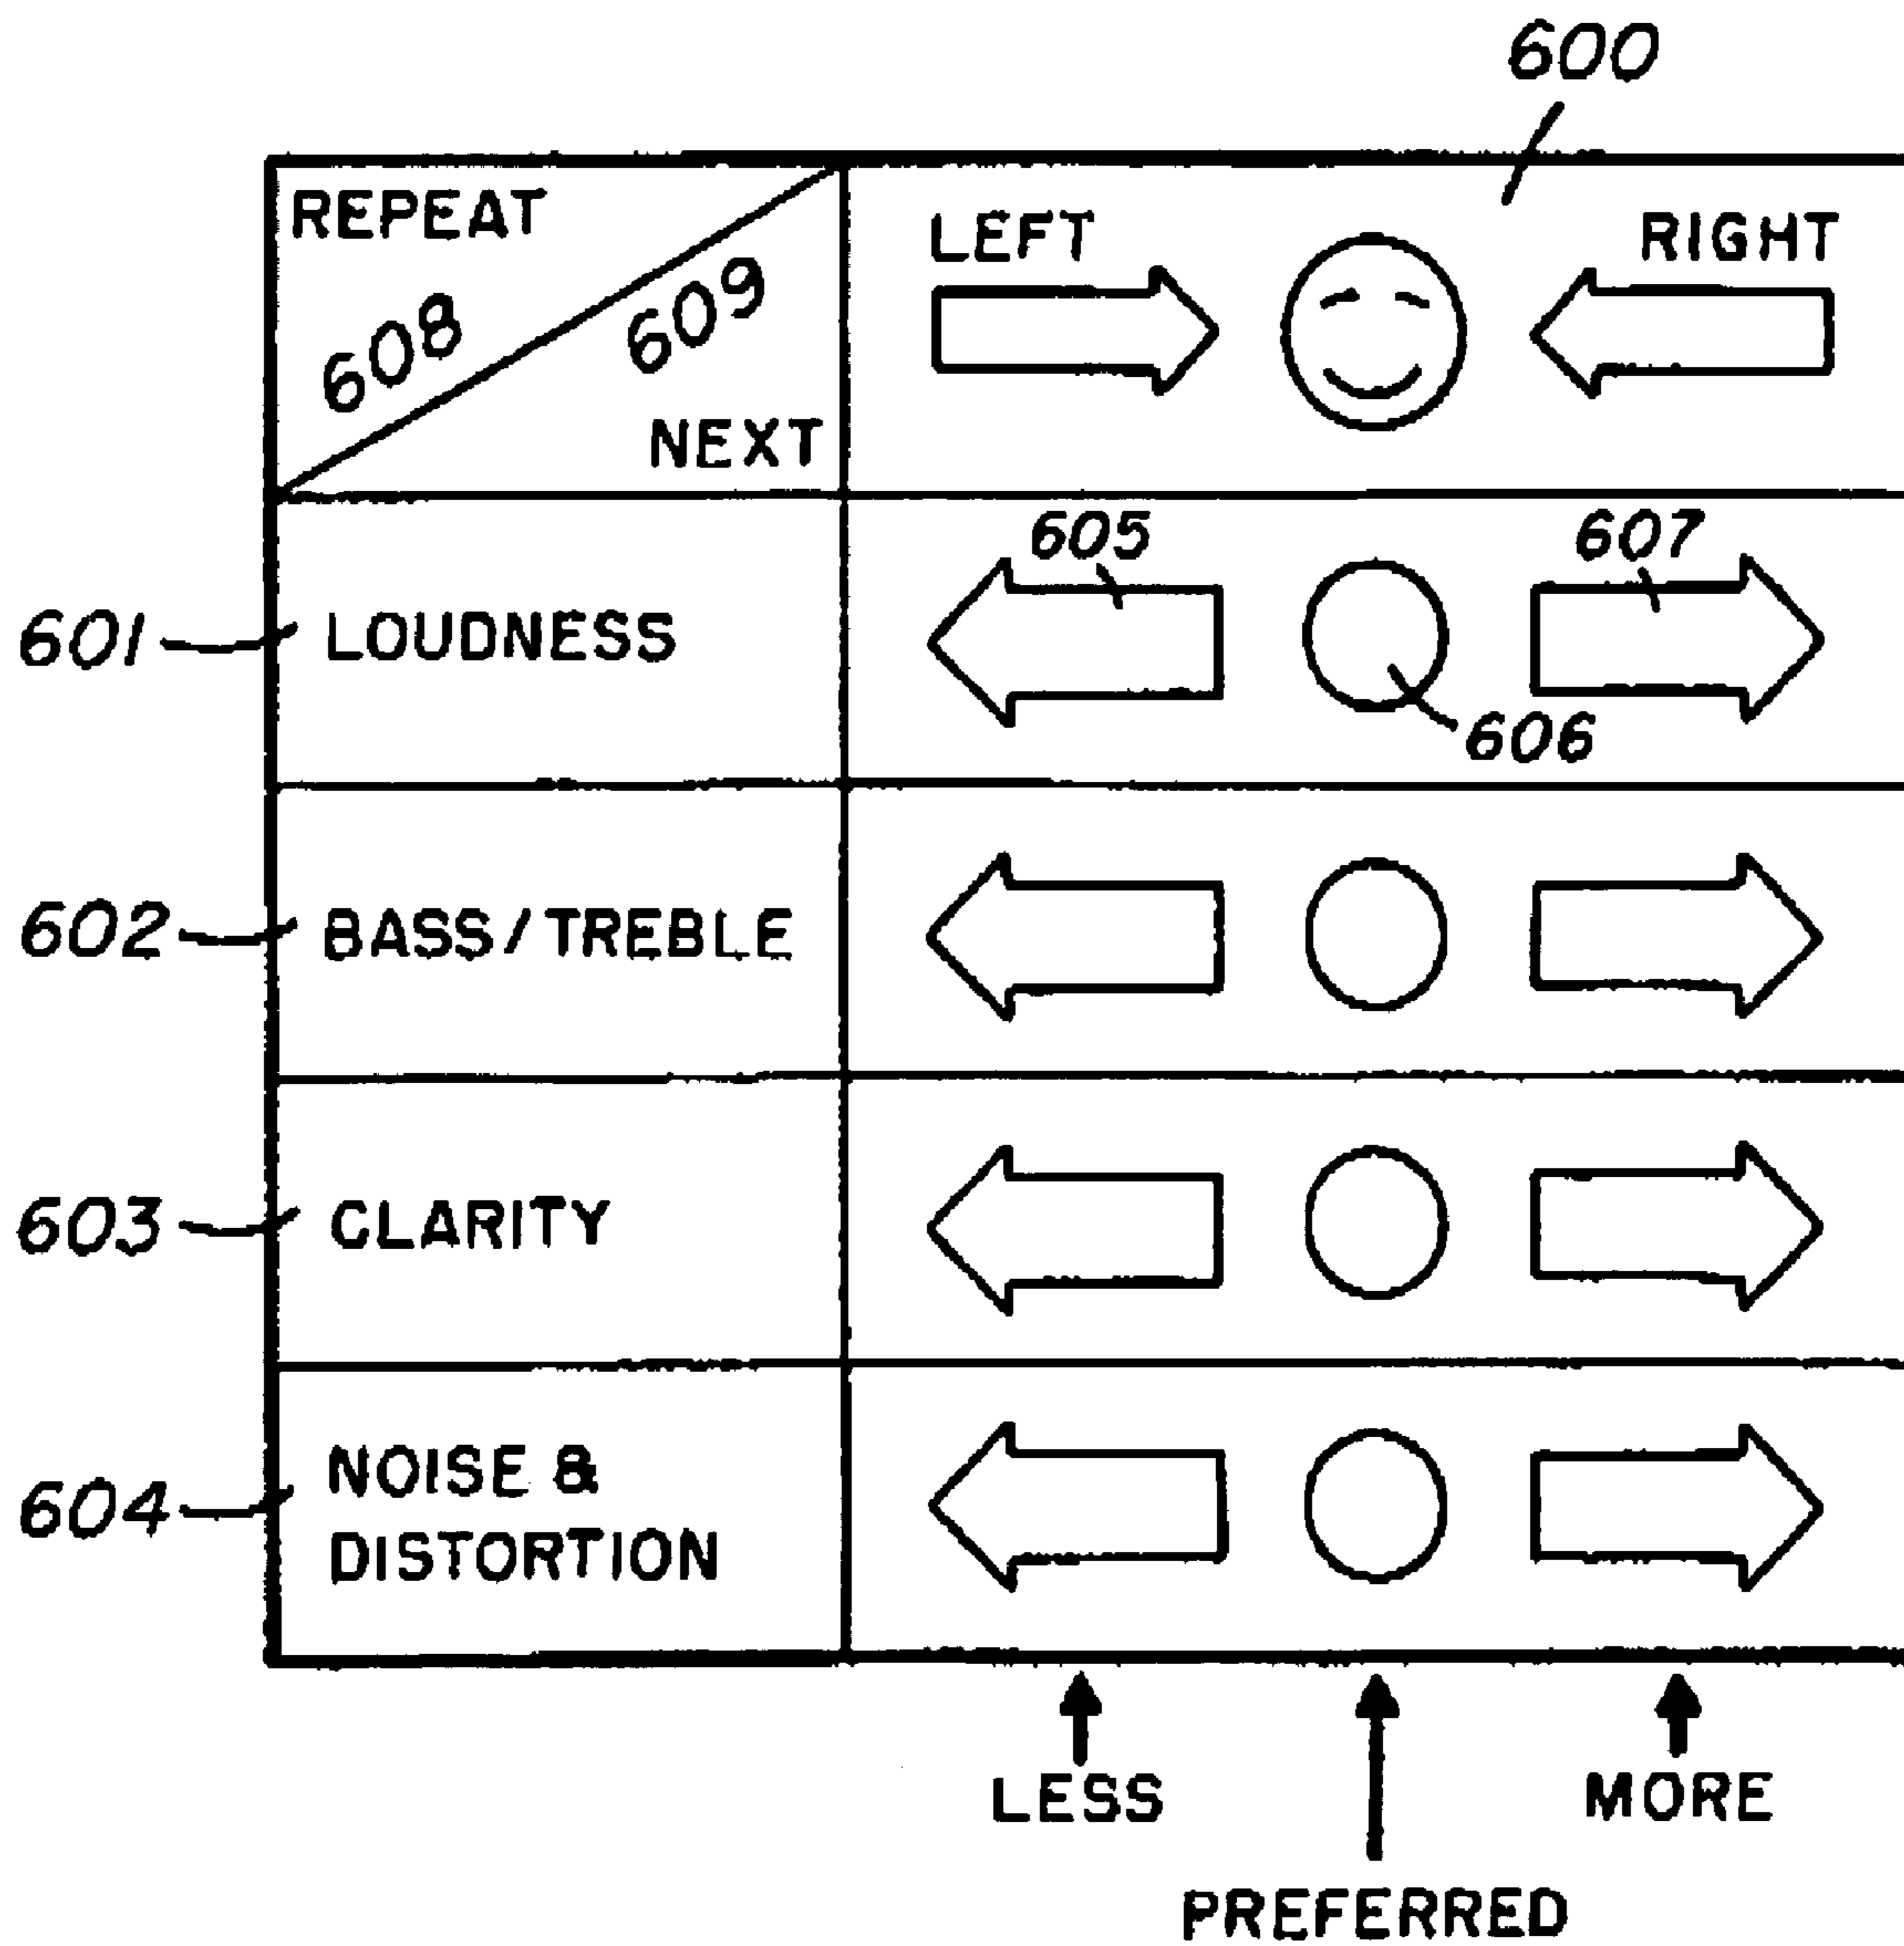 600
REPEAT
LEFT
RIGHT
608
609
NEXT
605
607
601
LOUDNESS
606
602
BASS/TREBLE
603
CLARITY
604
NOISE &
DISTORTION
LESS
MORE
PREFERRED